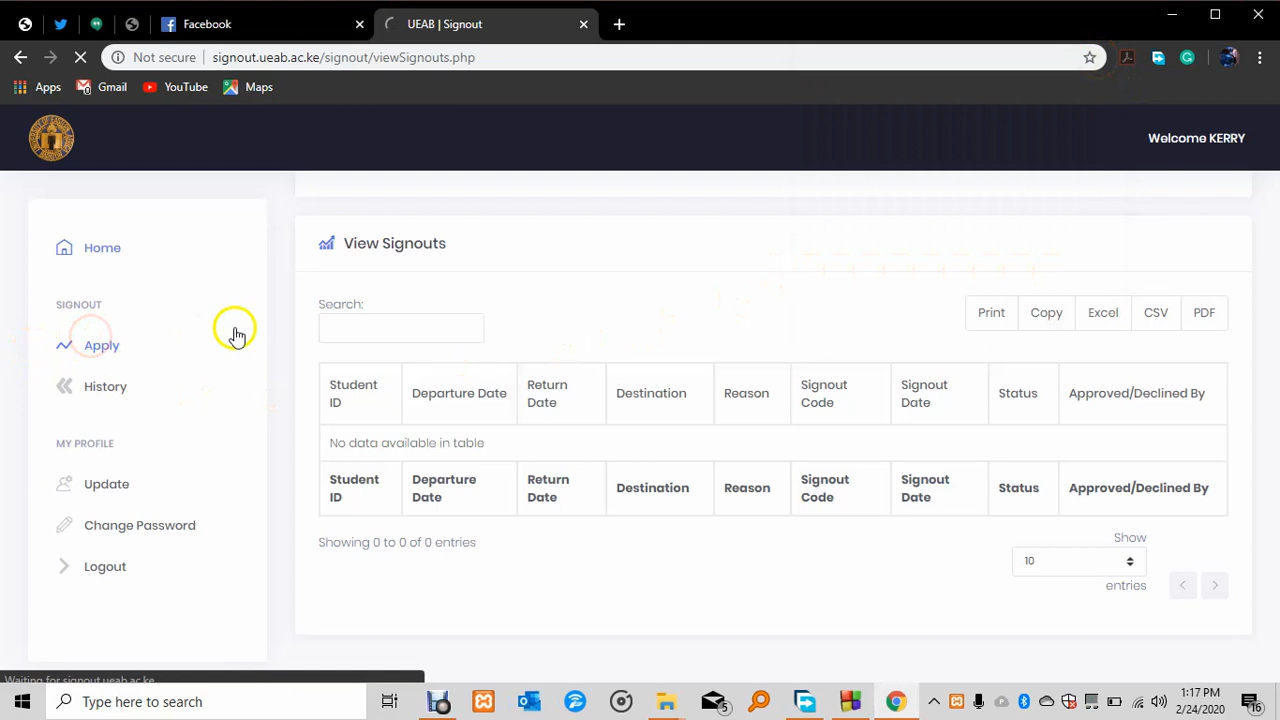 Facebook
UEAB | Signout
Not secure
signout.ueab.ac.ke/signout/viewSignouts.php
Apps
Gmail
YouTube
Maps
Welcome KERRY
Home
SIGNOUT
Apply
History
MY PROFILE
Update
Change Password
Logout
View Signouts
Search:
Print
Copy
Excel
CSV
PDF
Student ID
Departure Date
Return Date
Destination
Reason
Signout Code
Signout Date
Status
Approved/Declined By
No data available in table
Student ID
Departure Date
Return Date
Destination
Reason
Signout Code
Signout Date
Status
Approved/Declined By
Showing 0 to 0 of 0 entries
Show
10
entries
Waiting for signout.ueab.ac.ke
Type here to search
5
1:17 PM
2/24/2020
16